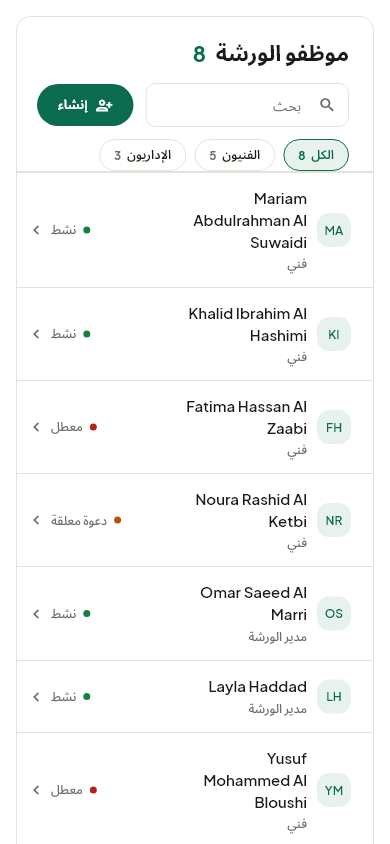 موظفو الورشة 8
بحث
إنشاء
الكل 8
الفنيون 5
الإداريون 3
MA
Mariam
Abdulrahman Al
Suwaidi
فني
نشط
KI
Khalid Ibrahim Al
Hashimi
فني
نشط
FH
Fatima Hassan Al
Zaabi
فني
معطل
NR
Noura Rashid Al
Ketbi
فني
دعوة معلقة
OS
Omar Saeed Al
Marri
مدير الورشة
نشط
LH
Layla Haddad
مدير الورشة
نشط
YM
Yusuf
Mohammed Al
Bloushi
فني
معطل